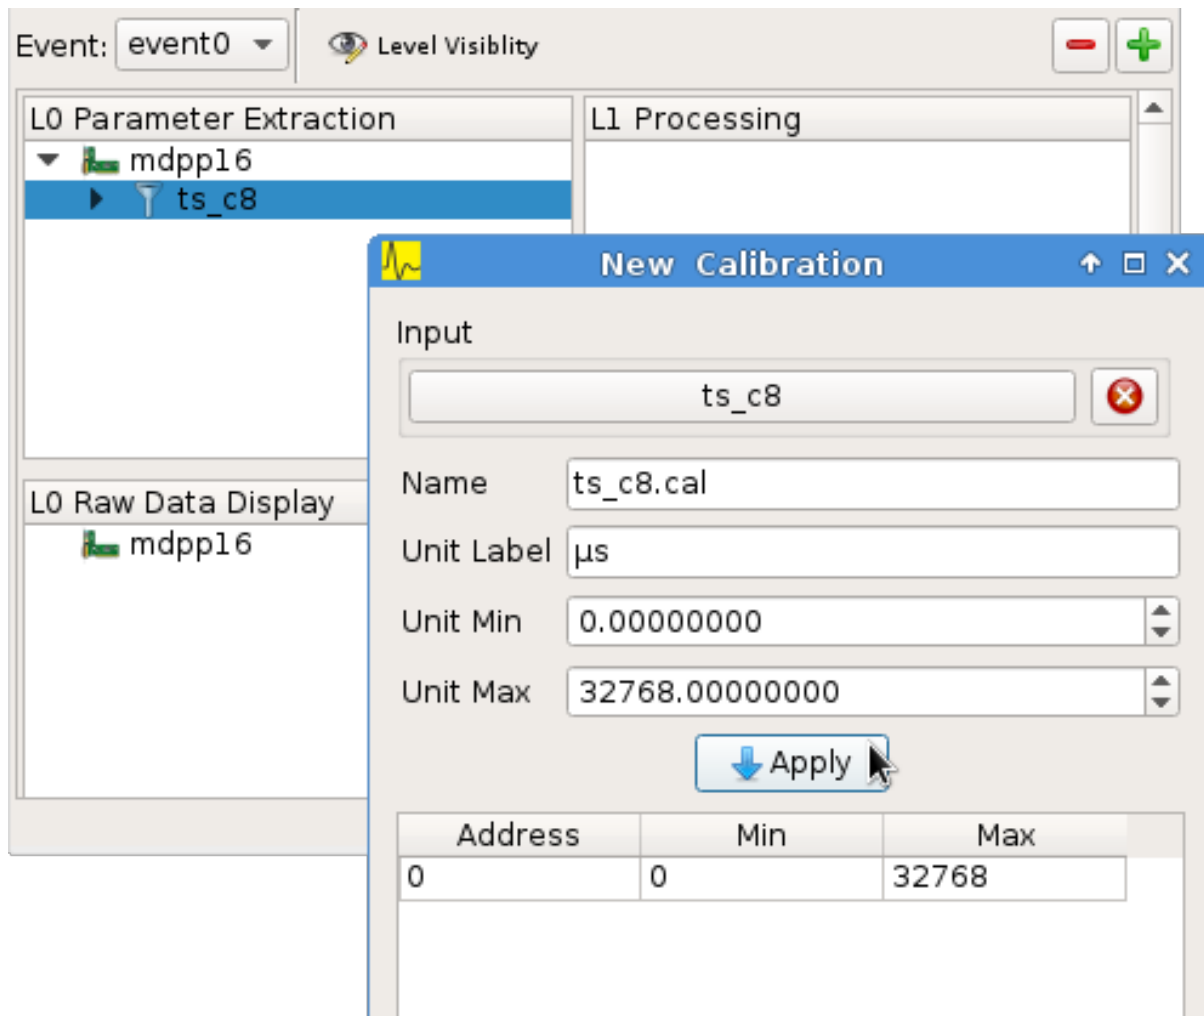 Event: event0 Level Visiblity
L0 Parameter Extraction L1 Processing
mdpp16
ts_c8
New Calibration
Input
ts_c8
Name ts_c8.cal
L0 Raw Data Display
mdpp16
Unit Label µs
Unit Min 0.00000000
Unit Max 32768.00000000
Apply
Address Min Max
0 0 32768